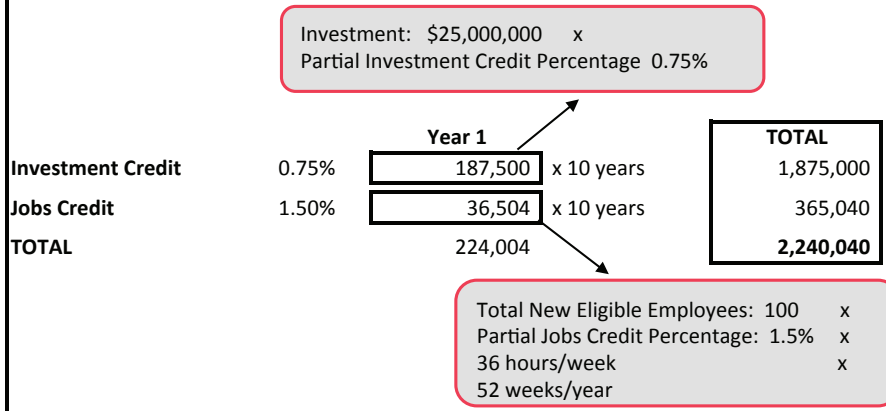 Investment: $25,000,000 x
Partial Investment Credit Percentage 0.75%
Year 1 TOTAL
Investment Credit 0.75% 187,500 x 10 years 1,875,000
Jobs Credit 1.50% 36,504 x 10 years 365,040
TOTAL 224,004 2,240,040
Total New Eligible Employees: 100 x
Partial Jobs Credit Percentage: 1.5% x
36 hours/week x
52 weeks/year